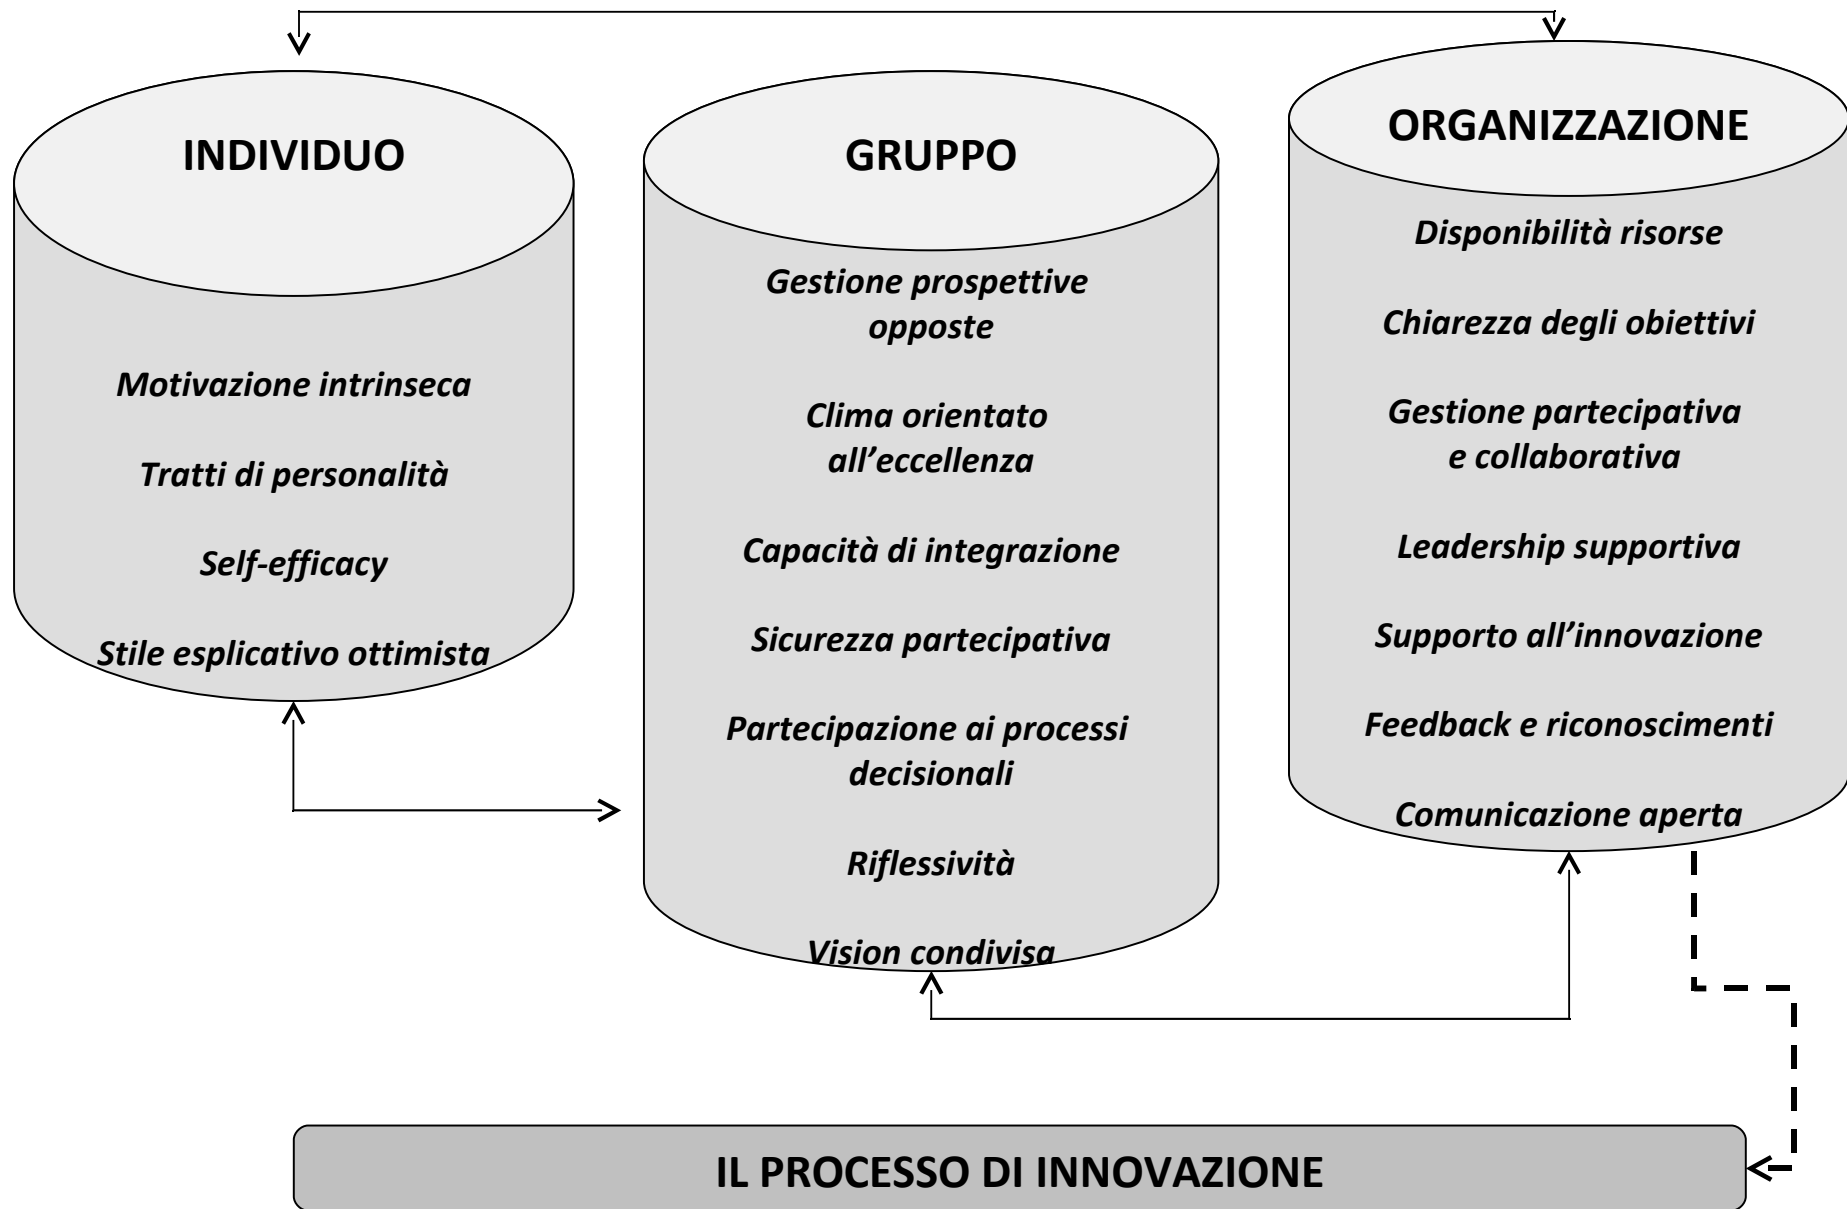 INDIVIDUO
Motivazione intrinseca
Tratti di personalità
Self-efficacy
Stile esplicativo ottimista
GRUPPO
Gestione prospettive
opposte
Clima orientato
all’eccellenza
Capacità di integrazione
Sicurezza partecipativa
Partecipazione ai processi
decisionali
Riflessività
Vision condivisa
ORGANIZZAZIONE
Disponibilità risorse
Chiarezza degli obiettivi
Gestione partecipativa
e collaborativa
Leadership supportiva
Supporto all’innovazione
Feedback e riconoscimenti
Comunicazione aperta
IL PROCESSO DI INNOVAZIONE